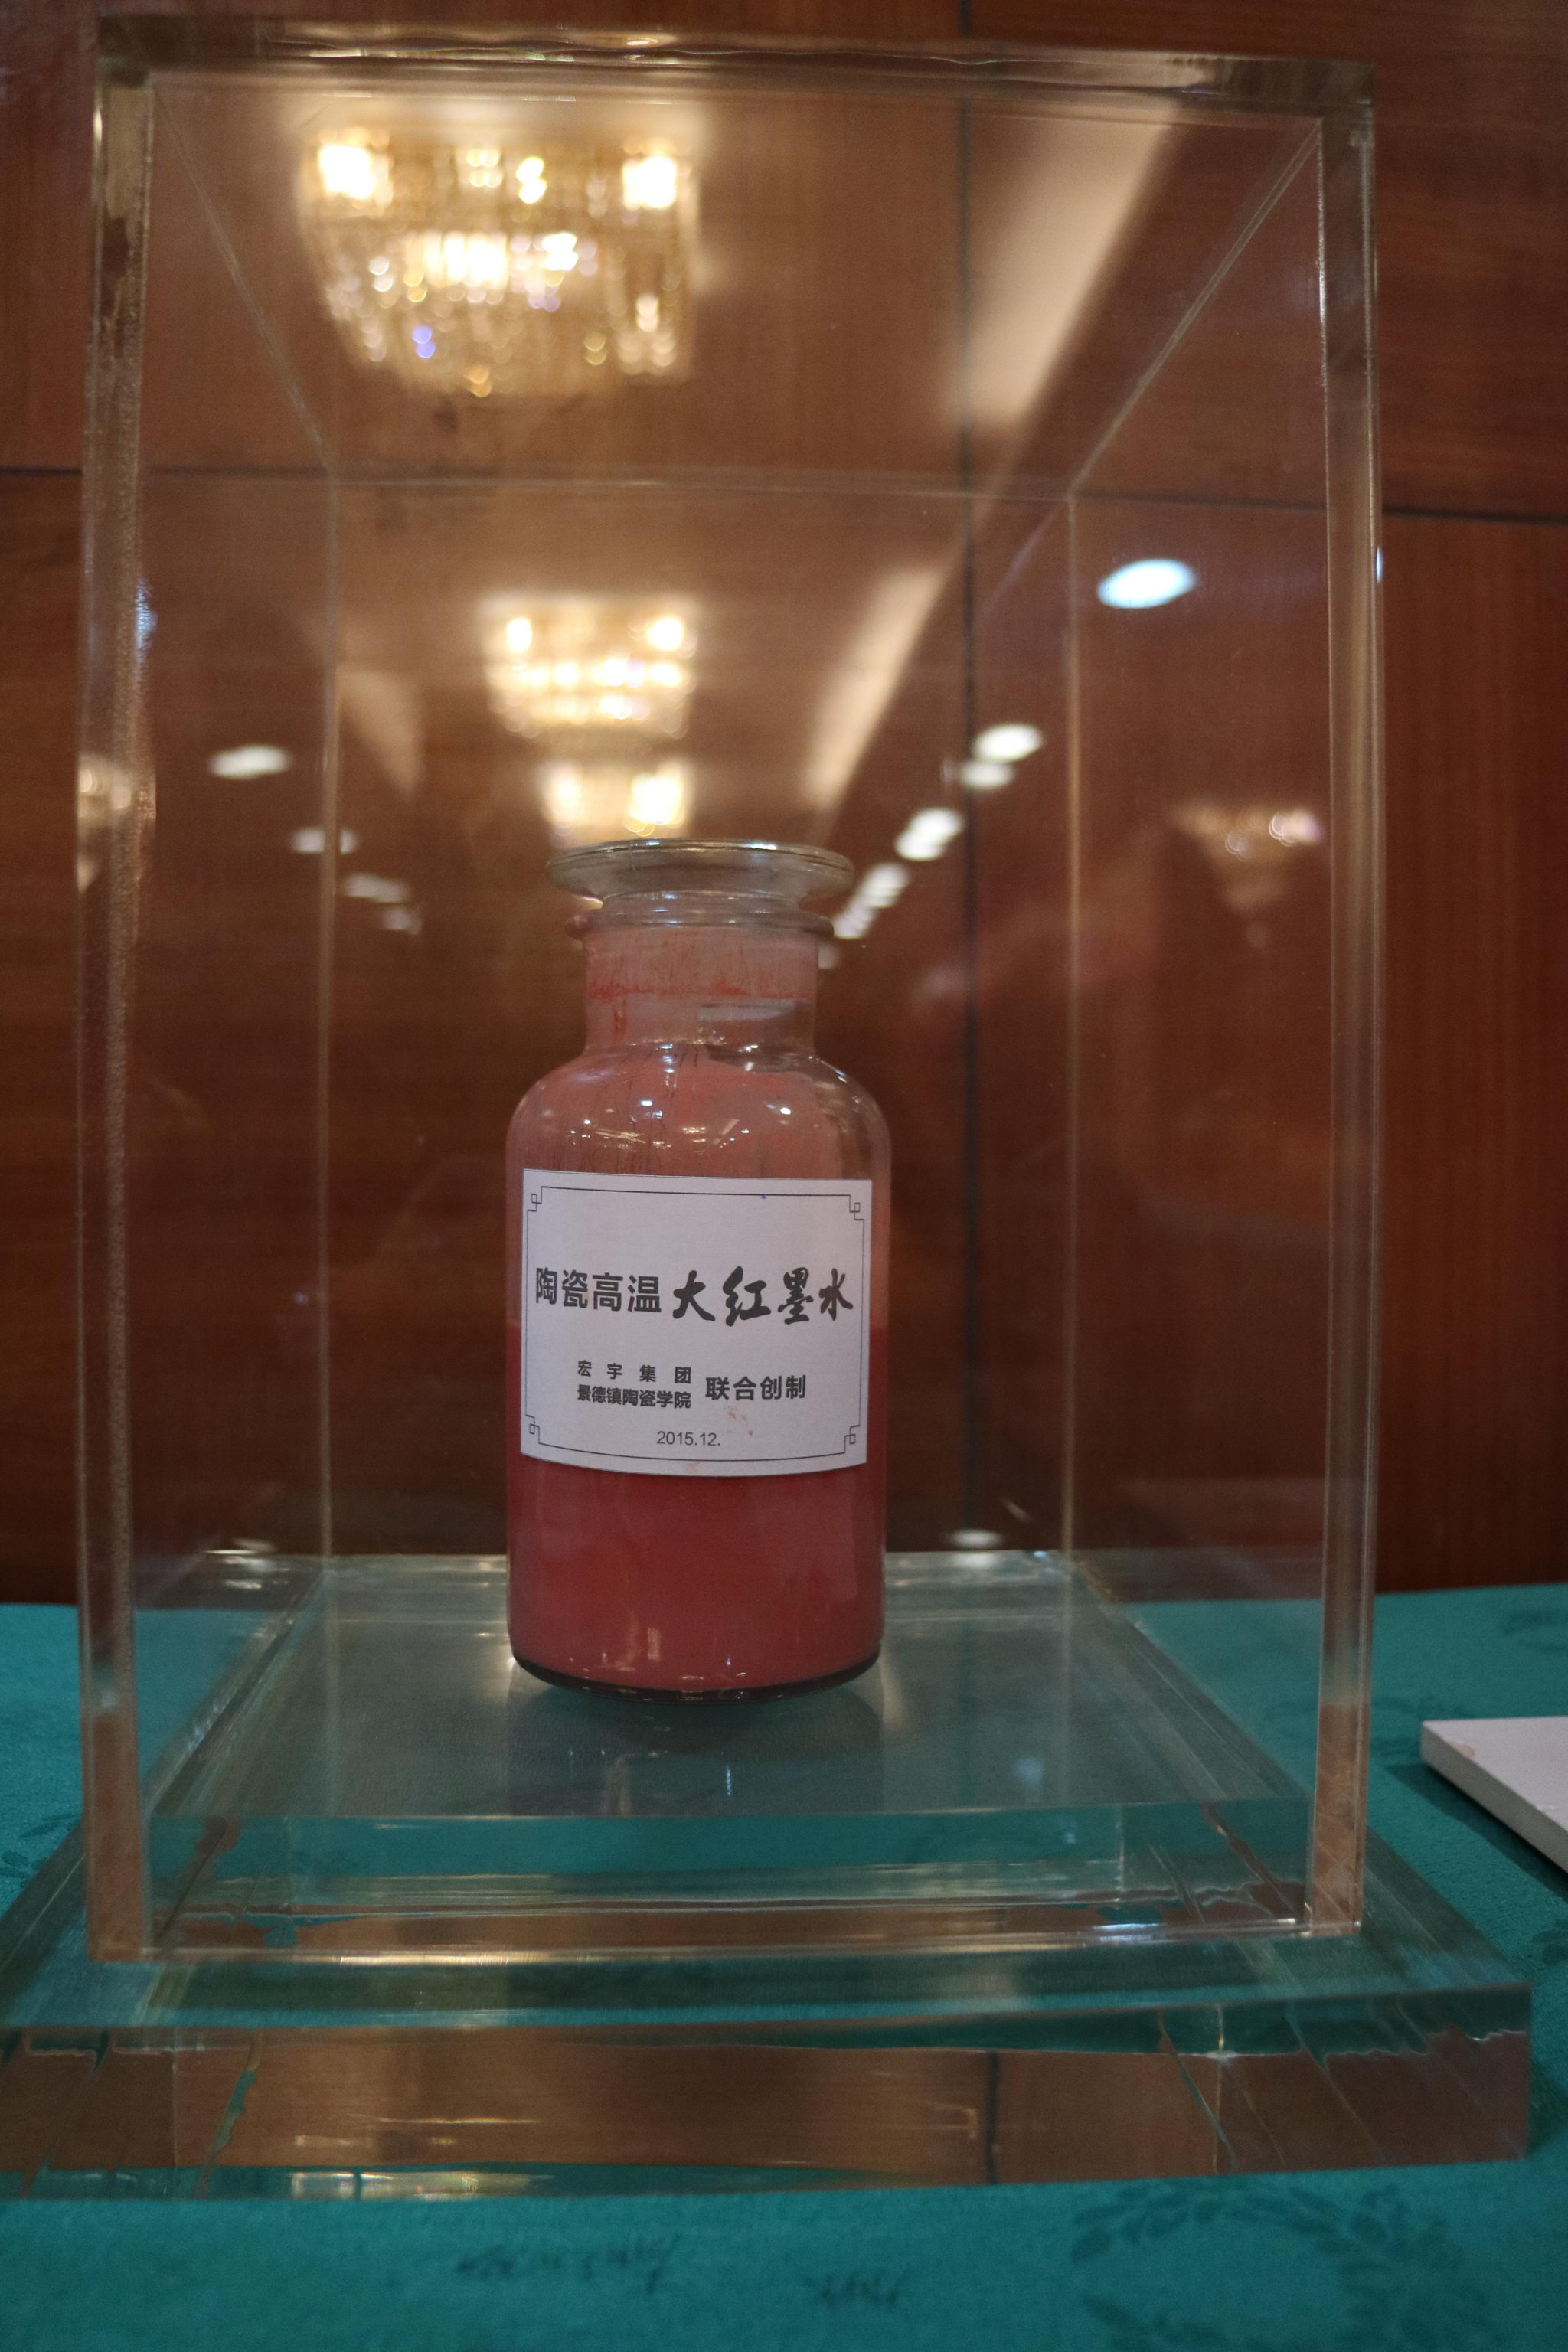 陶瓷高温大红墨水
宏宇集团
景德镇陶瓷学院
联合创制
2015.12.